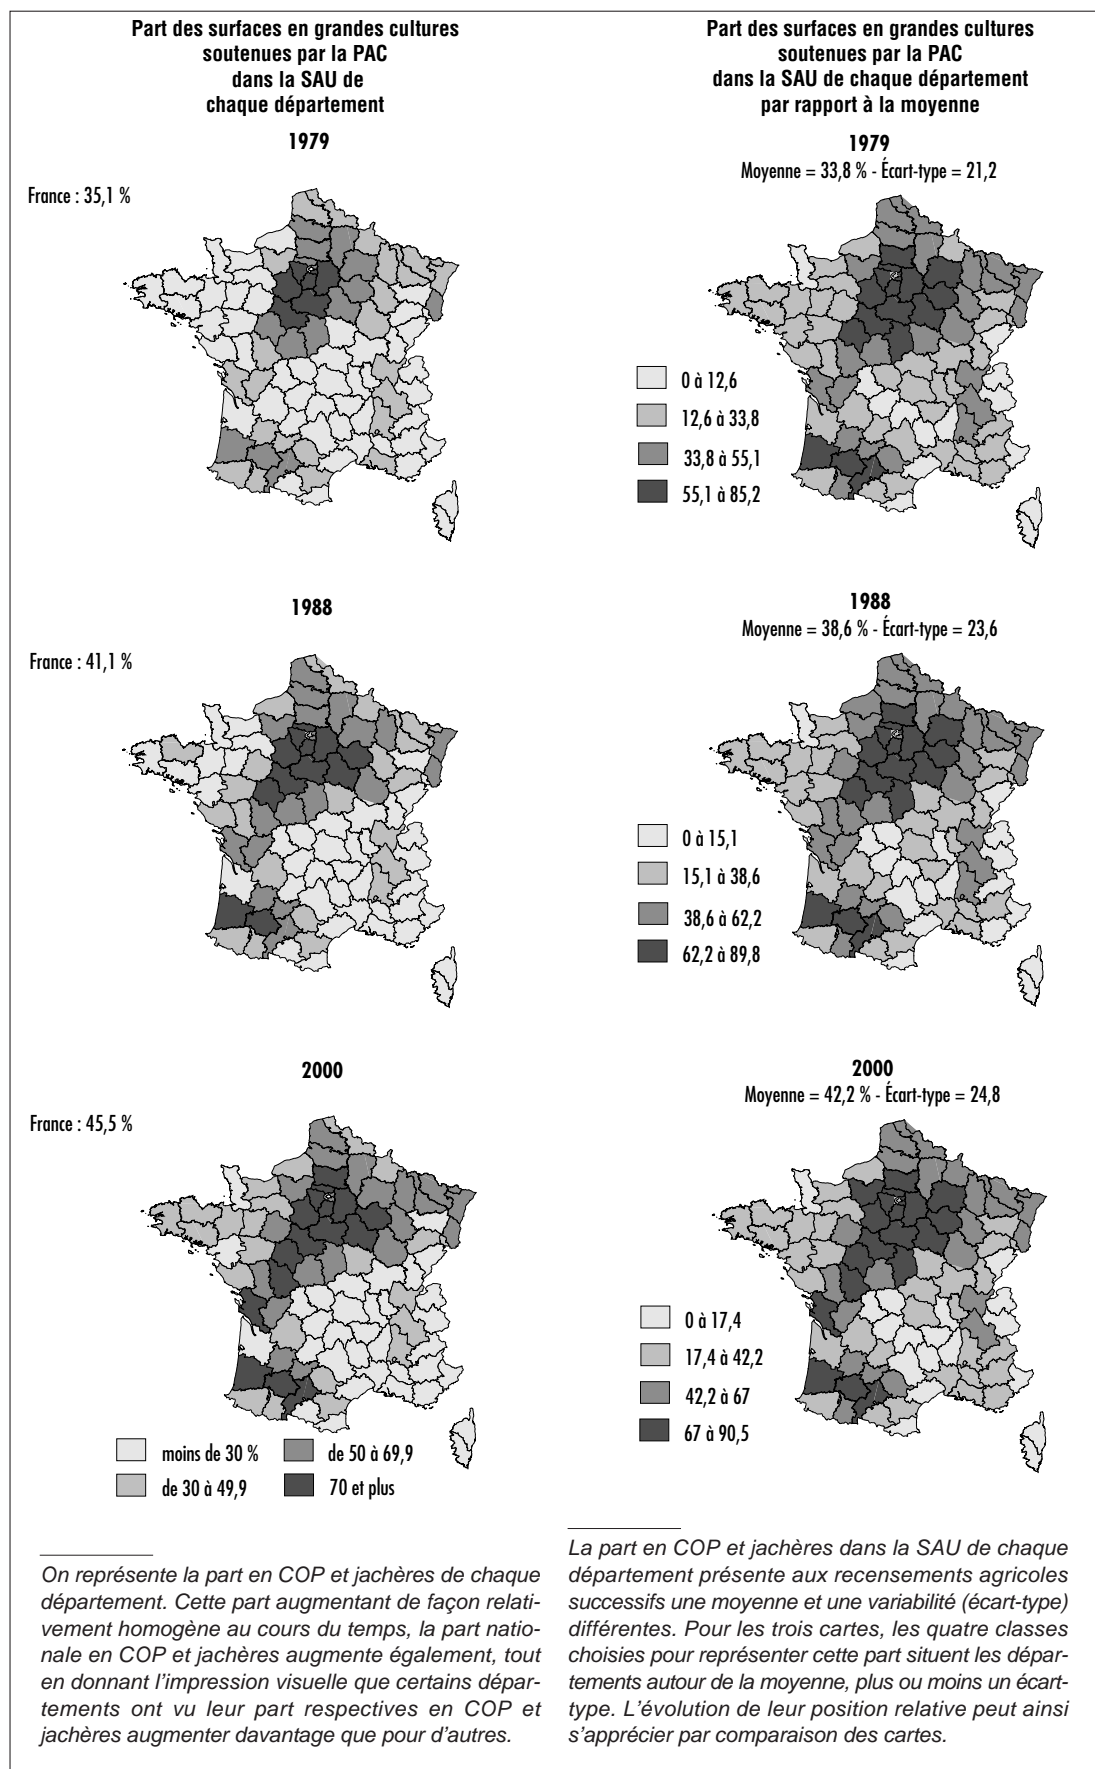 Part des surfaces en grandes cultures
soutenues par la PAC
dans la SAU de
chaque département
1979
France : 35,1 %
1988
France : 41,1 %
2000
France : 45,5 %
moins de 30 %
de 30 à 49,9
de 50 à 69,9
70 et plus
On représente la part en COP et jachères de chaque
département. Cette part augmentant de façon relati-
vement homogène au cours du temps, la part natio-
nale en COP et jachères augmente également, tout
en donnant l'impression visuelle que certains dépar-
tements ont vu leur part respectives en COP et
jachères augmenter davantage que pour d'autres.
Part des surfaces en grandes cultures
soutenues par la PAC
dans la SAU de chaque département
par rapport à la moyenne
1979
Moyenne = 33,8 % - Écart-type = 21,2
0 à 12,6
12,6 à 33,8
33,8 à 55,1
55,1 à 85,2
1988
Moyenne = 38,6 % - Écart-type = 23,6
0 à 15,1
15,1 à 38,6
38,6 à 62,2
62,2 à 89,8
2000
Moyenne = 42,2 % - Écart-type = 24,8
0 à 17,4
17,4 à 42,2
42,2 à 67
67 à 90,5
La part en COP et jachères dans la SAU de chaque
département présente aux recensements agricoles
successifs une moyenne et une variabilité (écart-type)
différentes. Pour les trois cartes, les quatre classes
choisies pour représenter cette part situent les dépar-
tements autour de la moyenne, plus ou moins un écart-
type. L'évolution de leur position relative peut ainsi
s'apprécier par comparaison des cartes.